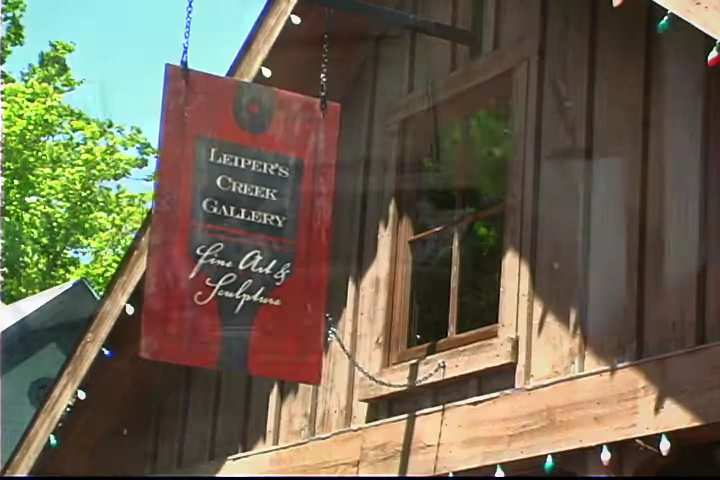 LEIPER'S
CREEK
GALLERY
Fine Art &
Sculpture